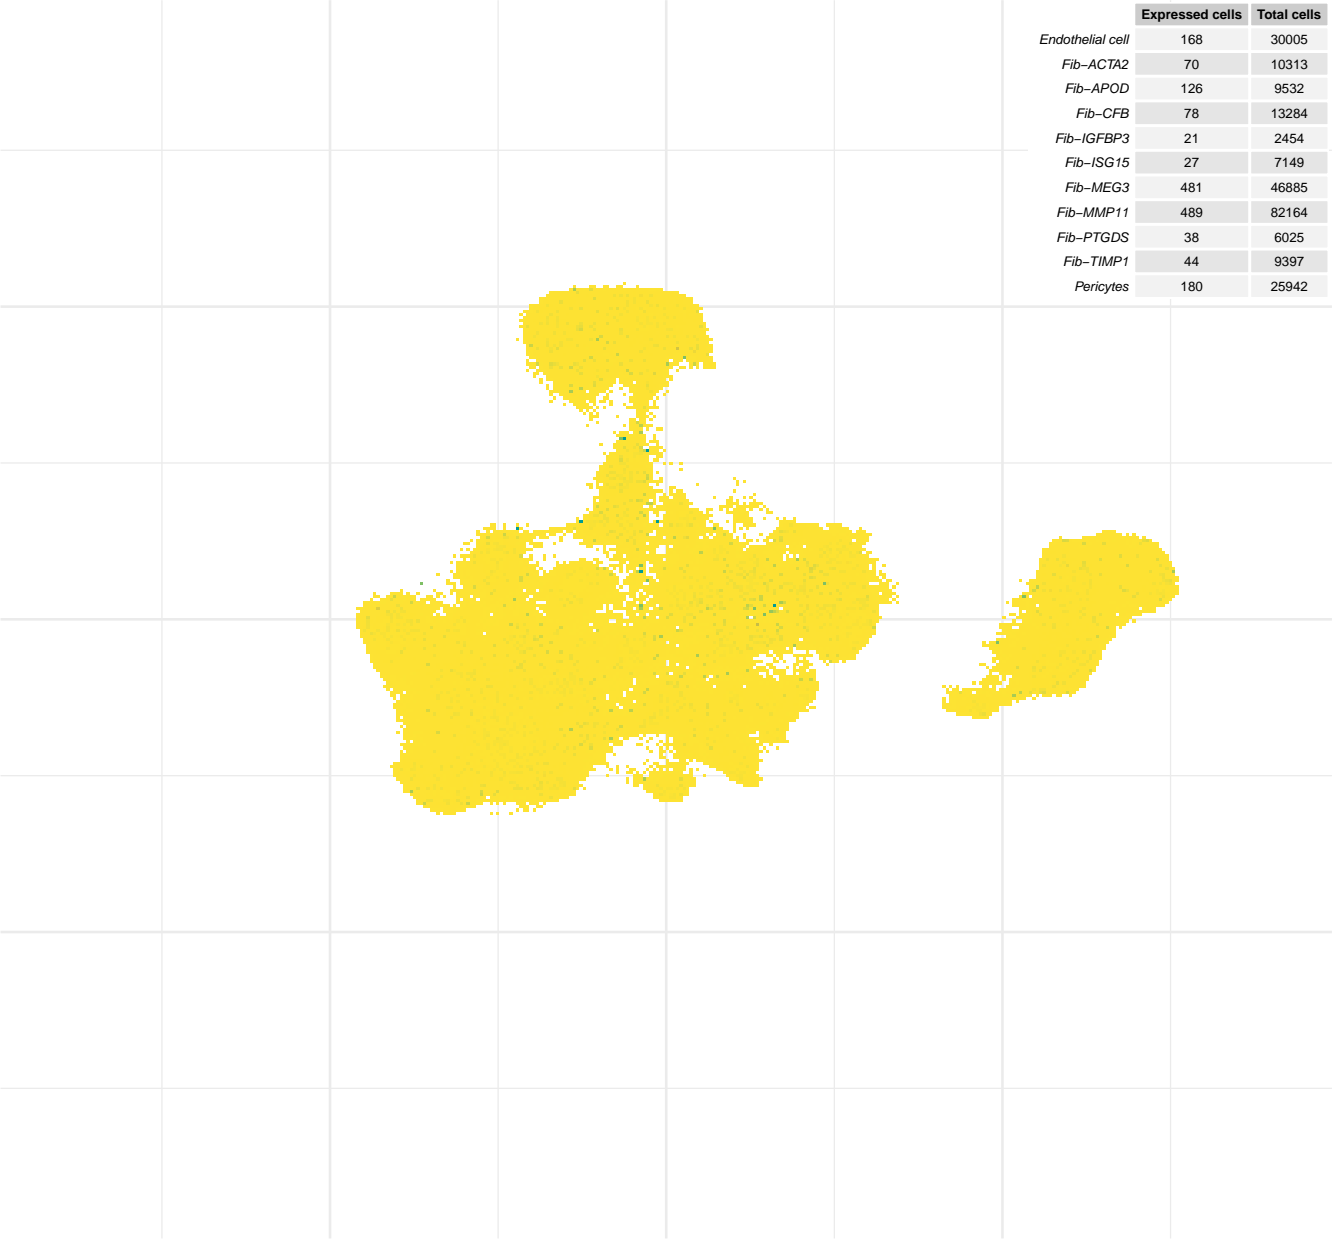 Expressed cells Total cells
Endothelial cell 168 30005
Fib−ACTA2 70 10313
Fib−APOD 126 9532
Fib−CFB 78 13284
Fib−IGFBP3 21 2454
Fib−ISG15 27 7149
Fib−MEG3 481 46885
Fib−MMP11 489 82164
Fib−PTGDS 38 6025
Fib−TIMP1 44 9397
Pericytes 180 25942